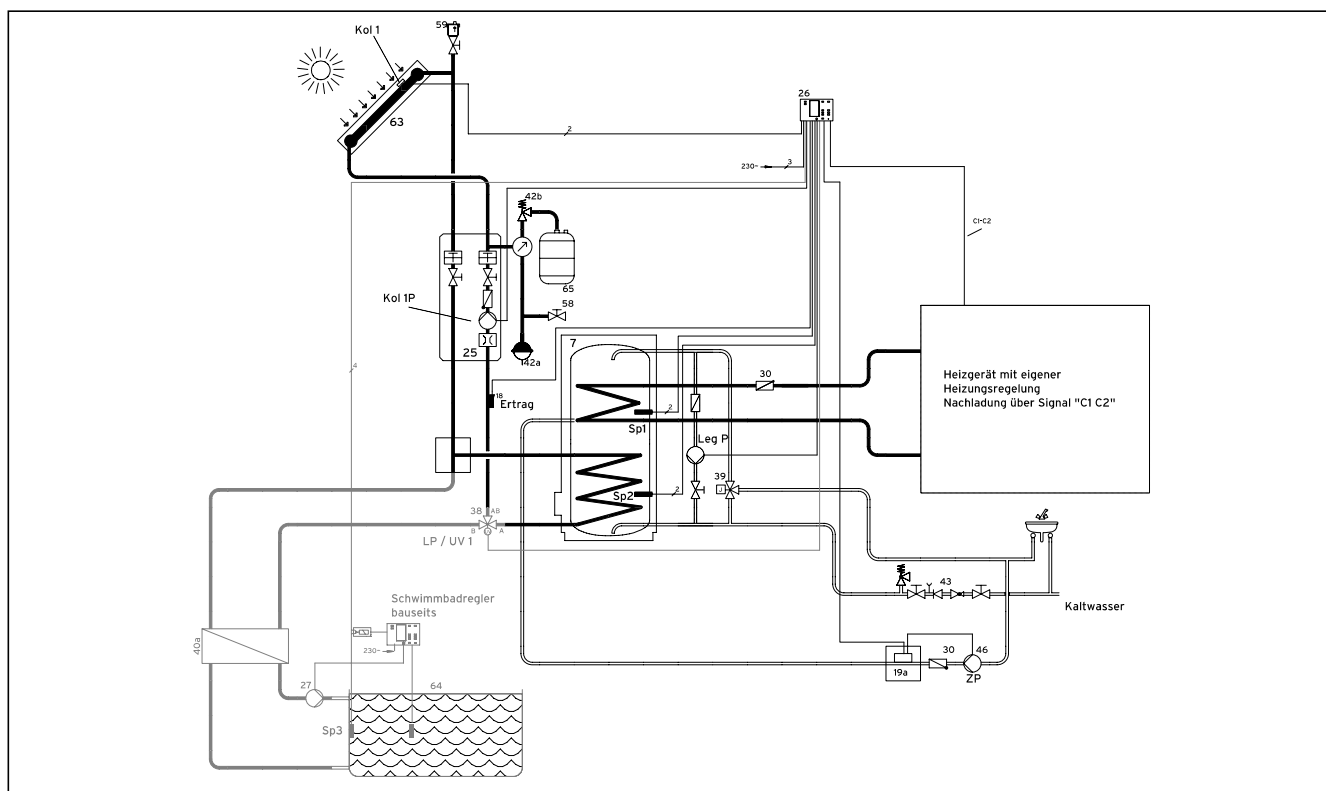 59
Kol 1
63
26
2
230~
3
C1-C2
42b
65
58
Kol 1P
25
42a
7
4
18
Ertrag
30
Heizgerät mit eigener
Heizungsregelung
Nachladung über Signal "C1 C2"
2
Sp1
Leg P
39
Sp2
2
38
AB
B
A
LP / UV 1
43
Kaltwasser
Schwimmbadregler
bauseits
230~
40a
27
64
Sp3
30
46
19a
ZP